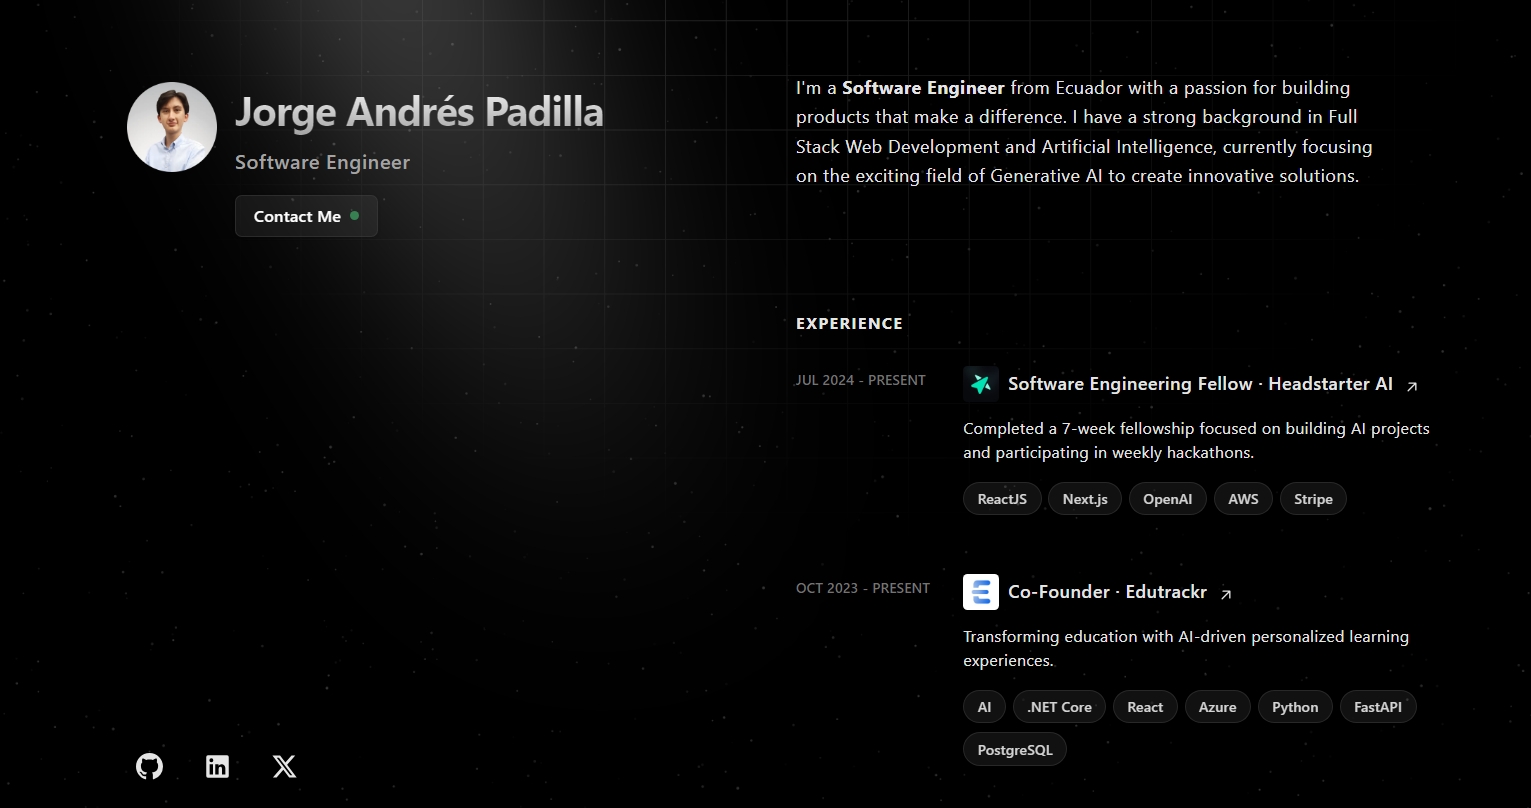 Jorge Andrés Padilla
Software Engineer
Contact Me
I'm a Software Engineer from Ecuador with a passion for building
products that make a difference. I have a strong background in Full
Stack Web Development and Artificial Intelligence, currently focusing
on the exciting field of Generative AI to create innovative solutions.
EXPERIENCE
JUL 2024 - PRESENT
Software Engineering Fellow · Headstarter AI
Completed a 7-week fellowship focused on building AI projects
and participating in weekly hackathons.
ReactJS Next.js OpenAI AWS Stripe
OCT 2023 - PRESENT
Co-Founder · Edutrackr
Transforming education with AI-driven personalized learning
experiences.
AI .NET Core React Azure Python FastAPI
PostgreSQL